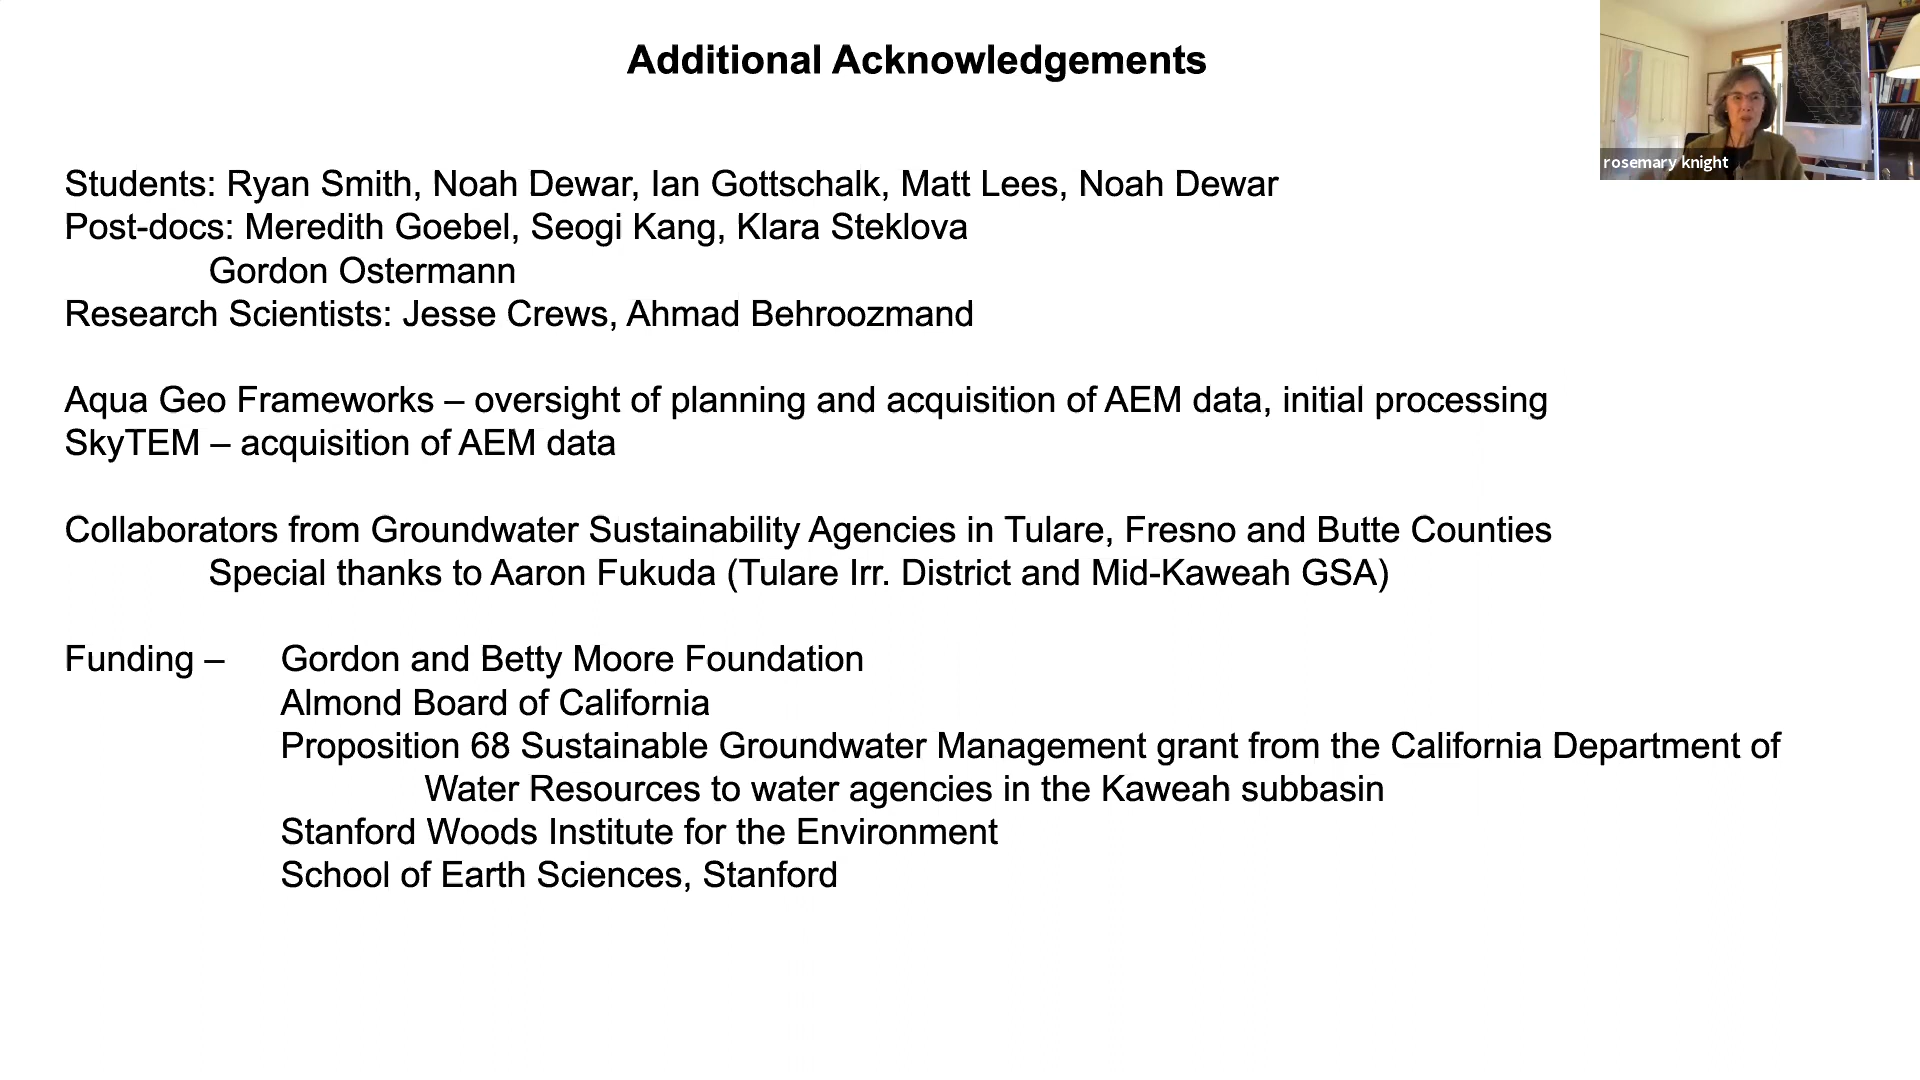 Additional Acknowledgements
rosemary knight
Students: Ryan Smith, Noah Dewar, Ian Gottschalk, Matt Lees, Noah Dewar
Post-docs: Meredith Goebel, Seogi Kang, Klara Steklova
Gordon Ostermann
Research Scientists: Jesse Crews, Ahmad Behroozmand
Aqua Geo Frameworks – oversight of planning and acquisition of AEM data, initial processing
SkyTEM – acquisition of AEM data
Collaborators from Groundwater Sustainability Agencies in Tulare, Fresno and Butte Counties
Special thanks to Aaron Fukuda (Tulare Irr. District and Mid-Kaweah GSA)
Funding – Gordon and Betty Moore Foundation
Almond Board of California
Proposition 68 Sustainable Groundwater Management grant from the California Department of
Water Resources to water agencies in the Kaweah subbasin
Stanford Woods Institute for the Environment
School of Earth Sciences, Stanford